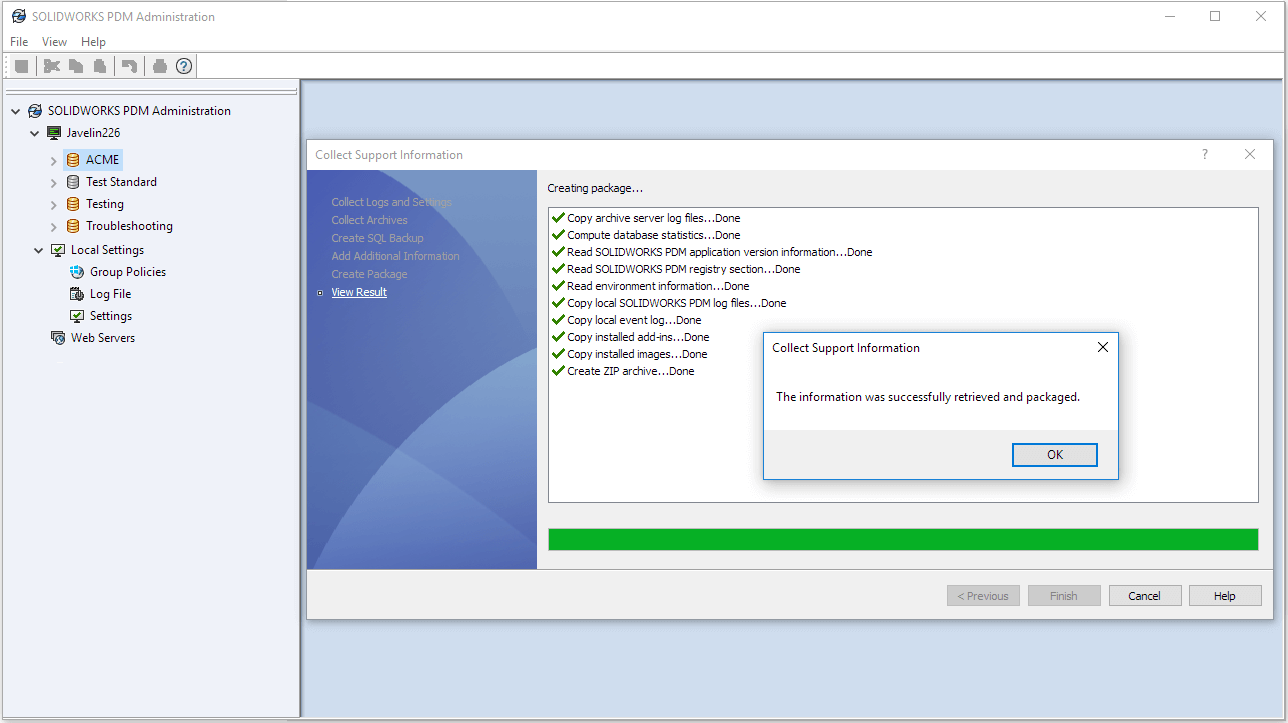 SOLIDWORKS PDM Administration
File View Help
SOLIDWORKS PDM Administration
Javelin226
ACME
Test Standard
Testing
Troubleshooting
Local Settings
Group Policies
Log File
Settings
Web Servers
Collect Support Information
?
Collect Logs and Settings
Collect Archives
Create SQL Backup
Add Additional Information
Create Package
View Result
Creating package...
Copy archive server log files...Done
Compute database statistics...Done
Read SOLIDWORKS PDM application version information...Done
Read SOLIDWORKS PDM registry section...Done
Read environment information...Done
Copy local SOLIDWORKS PDM log files...Done
Copy local event log...Done
Copy installed add-ins...Done
Copy installed images...Done
Create ZIP archive...Done
Collect Support Information
The information was successfully retrieved and packaged.
OK
< Previous Finish Cancel Help